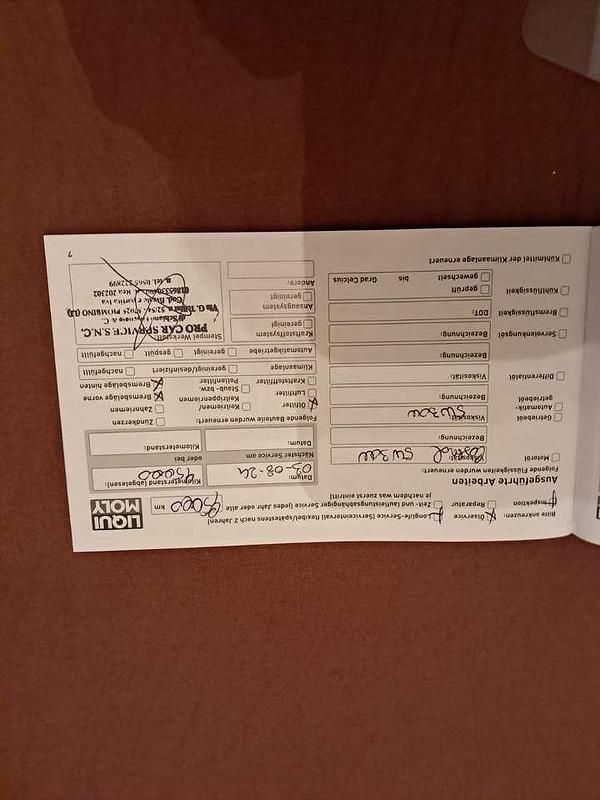 Bitte ankreuzen:
Inspektion
Ölservice
Reparatur
Longlife-Service (Serviceintervall flexibel/spätestens nach 2 Jahren)
Zeit- und laufleistungsabhängiger Service (jedes Jahr oder alle
km
je nachdem was zuerst eintritt)
LIQUI
MOLY
Ausgeführte Arbeiten
Folgende Flüssigkeiten wurden erneuert:
Motoröl
Viskosität:
5W30
Bezeichnung:
Getriebeöl
Viskosität:
5W30
Automatik-
getriebeöl
Bezeichnung:
Differentialöl
Viskosität:
Bezeichnung:
Servolenkungsöl
Bezeichnung:
Bremsflüssigkeit
DOT:
Kühlflüssigkeit
geprüft
gewechselt
bis
Grad Celcius
Kühlmittel der Klimaanlage erneuert
Datum:
03-08-24
Kilometerstand (abgelesen):
95000
Nächster Service am
oder bei
Datum:
Kilometerstand:
Folgende Bauteile wurden erneuert:
Ölfilter
Keilriemen/
Keilrippenriemen
Zündkerzen
Luftfilter
Zahnriemen
Kraftstofffilter
Staub- bzw.
Pollenfilter
Bremsbeläge vorne
Bremsbeläge hinten
Klimaanlage
gereinigt/desinfiziert
nachgefüllt
Automatikgetriebe
gereinigt
gespült
nachgefüllt
Kraftstoffsystem
gereinigt
Ansaugsystem
gereinigt
Andere:
Stempel Werkstatt:
PRO CAR SERVICE S.N.C.
7